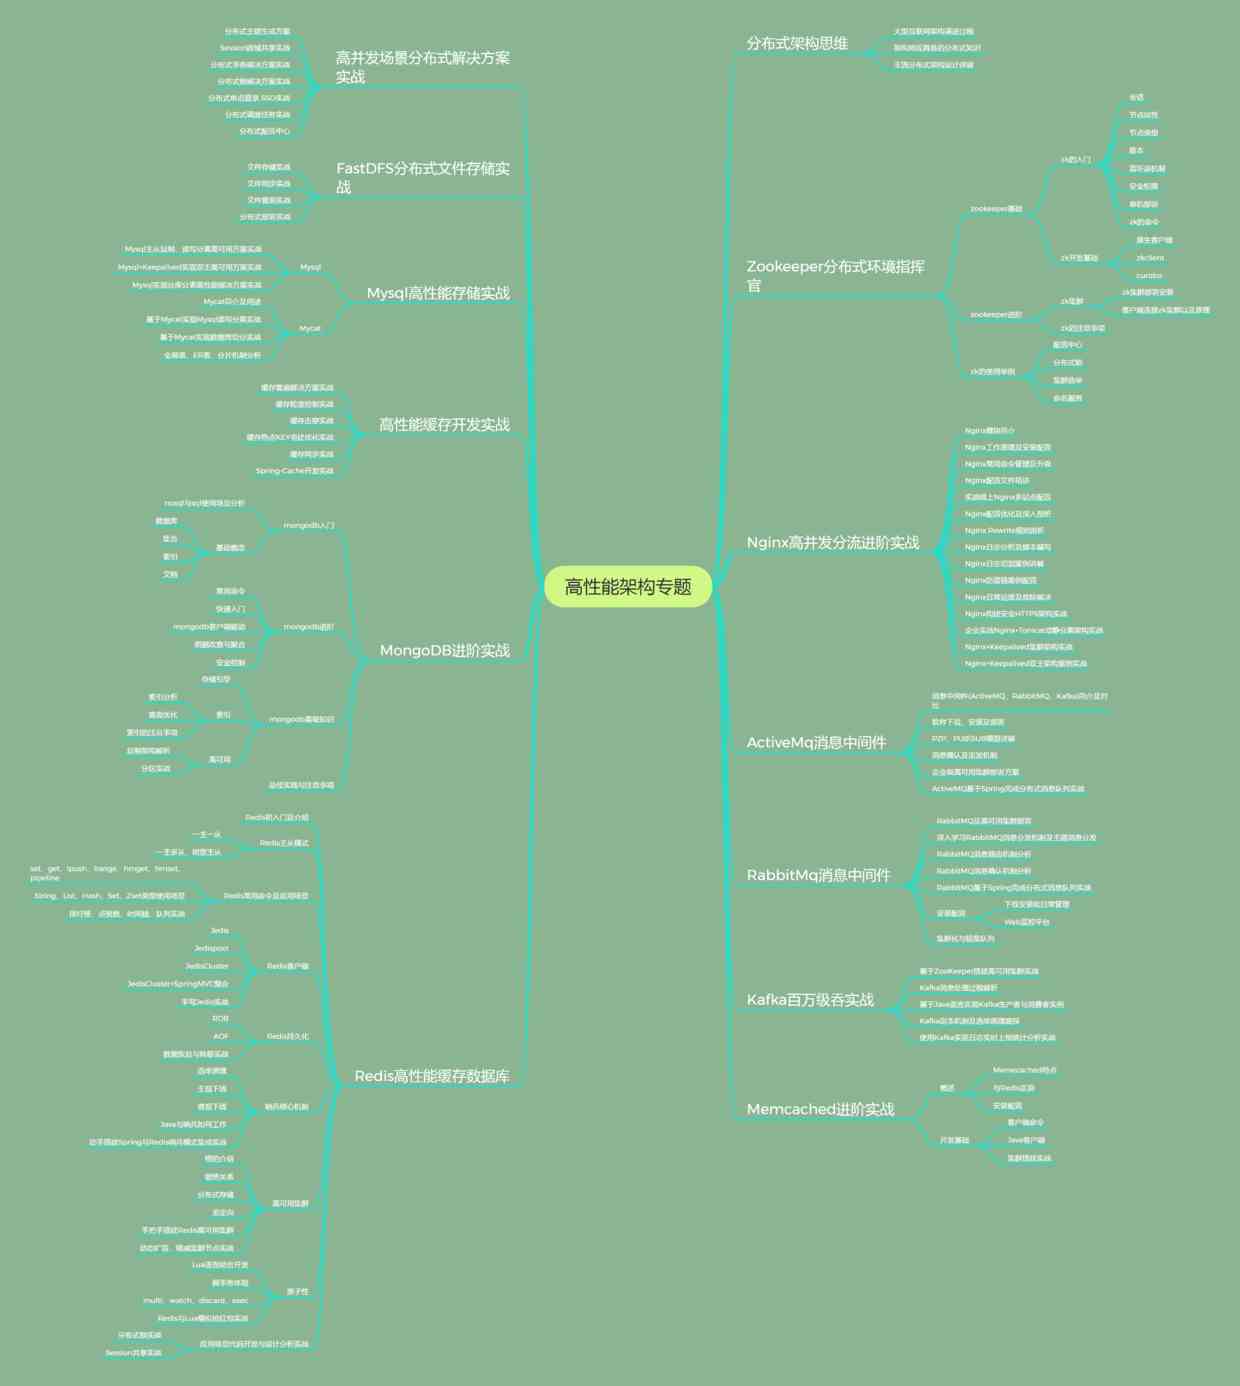 高性能架构专题
高并发场景分布式解决方案
实战
分布式主键生成方案
Session跨域共享实战
分布式事务解决方案实战
分布式锁解决方案实战
分布式单点登录 SSO实战
分布式调度任务实战
分布式配置中心
FastDFS分布式文件存储实
战
文件存储实战
文件同步实战
文件查询实战
分布式部署实战
Mysql高性能存储实战
Mysql
Mysql主从复制、读写分离高可用方案实战
Mysql+Keepalived实现双主高可用方案实战
Mysql实现分库分表高性能解决方案实战
Mycat
Mycat简介及用途
基于Mycat实现Mysql读写分离实战
基于Mycat实现数据库切分实战
全局表、ER表、分片机制分析
高性能缓存开发实战
缓存雪崩解决方案实战
缓存粒度控制实战
缓存击穿实战
缓存热点KEY重建优化实战
缓存同步实战
Spring-Cache开发实战
MongoDB进阶实战
mongodb入门
nosql与sql使用场景分析
基础概念
数据库
集合
索引
文档
mongodb进阶
常用命令
快速入门
mongodb客户端驱动
明细改查与聚合
安全控制
mongodb高级知识
存储引擎
索引
索引分析
查询优化
索引的注意事项
高可用
复制架构解析
分区实战
最佳实践与注意事项
Redis高性能缓存数据库
Redis初入门及介绍
Redis主从模式
一主一从
一主多从、树型主从
Redis常用命令及应用场景
set、get、lpush、lrange、hmget、hmset、
pipeline
String、List、Hash、Set、Zset类型使用场景
排行榜、点赞数、时间轴、队列实战
Redis客户端
Jedis
Jedispool
JedisCluster
JedisCluster+SpringMVC整合
手写Jedis实战
Redis持久化
RDB
AOF
数据恢复与转移实战
哨兵核心机制
选举原理
主观下线
客观下线
Java与哨兵如何工作
动手搭建Spring与Redis哨兵模式集成实战
高可用集群
槽的介绍
复制关系
分布式存储
重定向
手把手搭建Redis高可用集群
动态扩容、精减集群节点实战
原子性
Lua语言结合开发
脚手架体现
multi、watch、discard、exec
Redis与Lua模拟抢红包实战
应用场景代码开发与设计分析实战
分布式锁实战
Session共享实战
分布式架构思维
大型互联网架构演进过程
架构师应具备的分布式知识
主流分布式架构设计详解
Zookeeper分布式环境指挥
官
zookeeper基础
zk的入门
会话
节点特性
节点类型
版本
监听器机制
安全权限
单机部署
zk的命令
zk开发基础
原生客户端
zkclient
curator
zookeeper进阶
zk集群
zk集群部署安装
客户端连接zk集群以及原理
zk的注意事项
zk的使用举例
配置中心
分布式锁
集群选举
命名服务
Nginx高并发分流进阶实战
Nginx模块简介
Nginx工作原理及安装配置
Nginx常用命令管理及升级
Nginx配置文件精讲
实战线上Nginx多站点配置
Nginx配置优化及深入剖析
Nginx Rewrite规则剖析
Nginx日志分析及脚本编写
Nginx日志切割案例讲解
Nginx防盗链案例配置
Nginx日常运维及故障解决
Nginx构建安全HTTPS架构实战
企业实战Nginx+Tomcat动静分离架构实战
Nginx+Keepalived集群架构实战
Nginx+Keepalived双主架构案例实战
ActiveMq消息中间件
消息中间件(ActiveMQ、RabbitMQ、Kafka)简介及对
比
软件下载、安装及部署
P2P、PUB\SUB模型详解
消息确认及重发机制
企业级高可用集群部署方案
ActiveMQ基于Spring完成分布式消息队列实战
RabbitMq消息中间件
RabbitMQ及高可用集群部署
深入学习RabbitMQ消息分发机制及主题消息分发
RabbitMQ消息路由机制分析
RabbitMQ消息确认机制分析
RabbitMQ基于Spring完成分布式消息队列实战
安装配置
下载安装和日常管理
Web监控平台
集群化与镜像队列
Kafka百万级吞实战
基于ZooKeeper搭建高可用集群实战
Kafka消息处理过程剖析
基于Java语言实现Kafka生产者与消费者实例
Kafka副本机制及选举原理剖探
使用Kafka实现日志实时上报统计分析实战
Memcached进阶实战
概述
Memecached特点
与Redis区别
安装配置
开发基础
客户端命令
Java客户端
集群搭建实战